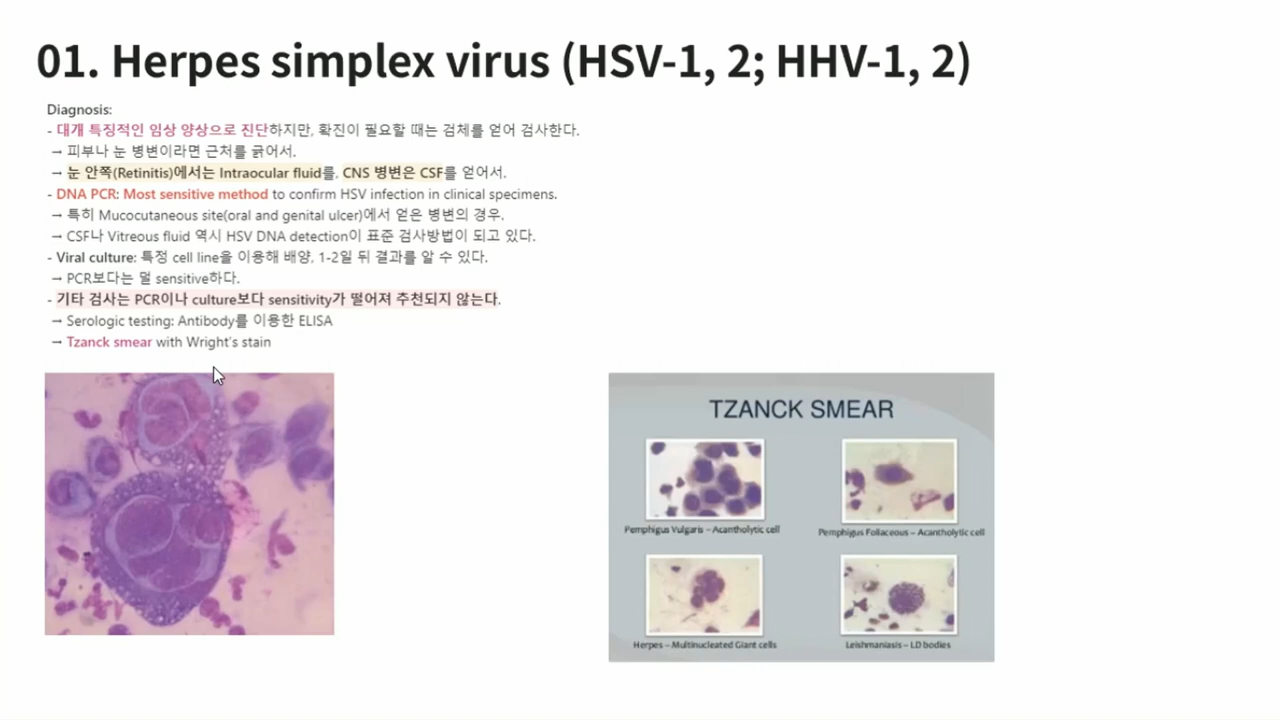 01. Herpes simplex virus (HSV-1, 2; HHV-1, 2)
Diagnosis:
- 대개 특징적인 임상 양상으로 진단하지만, 확진이 필요할 때는 검체를 얻어 검사한다.
→ 피부나 눈 병변이라면 근처를 긁어서.
→ 눈 안쪽(Retinitis)에서는 Intraocular fluid를, CNS 병변은 CSF를 얻어서.
- DNA PCR: Most sensitive method to confirm HSV infection in clinical specimens.
→ 특히 Mucocutaneous site(oral and genital ulcer)에서 얻은 병변의 경우.
→ CSF나 Vitreous fluid 역시 HSV DNA detection이 표준 검사방법이 되고 있다.
- Viral culture: 특정 cell line을 이용해 배양, 1-2일 뒤 결과를 알 수 있다.
→ PCR보다는 덜 sensitive하다.
- 기타 검사는 PCR이나 culture보다 sensitivity가 떨어져 추천되지 않는다.
→ Serologic testing: Antibody를 이용한 ELISA
→ Tzanck smear with Wright's stain
TZANCK SMEAR
Pemphigus Vulgaris – Acantholytic cell
Pemphigus Foliaceous – Acantholytic cell
Herpes – Multinucleated Giant cells
Leishmaniasis – LD bodies